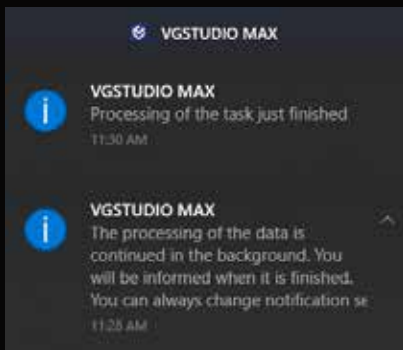 VGSTUDIO MAX
VGSTUDIO MAX
Processing of the task just finished
11:30 AM
VGSTUDIO MAX
The processing of the data is
continued in the background. You
will be informed when it is finished.
You can always change notification se
11:28 AM